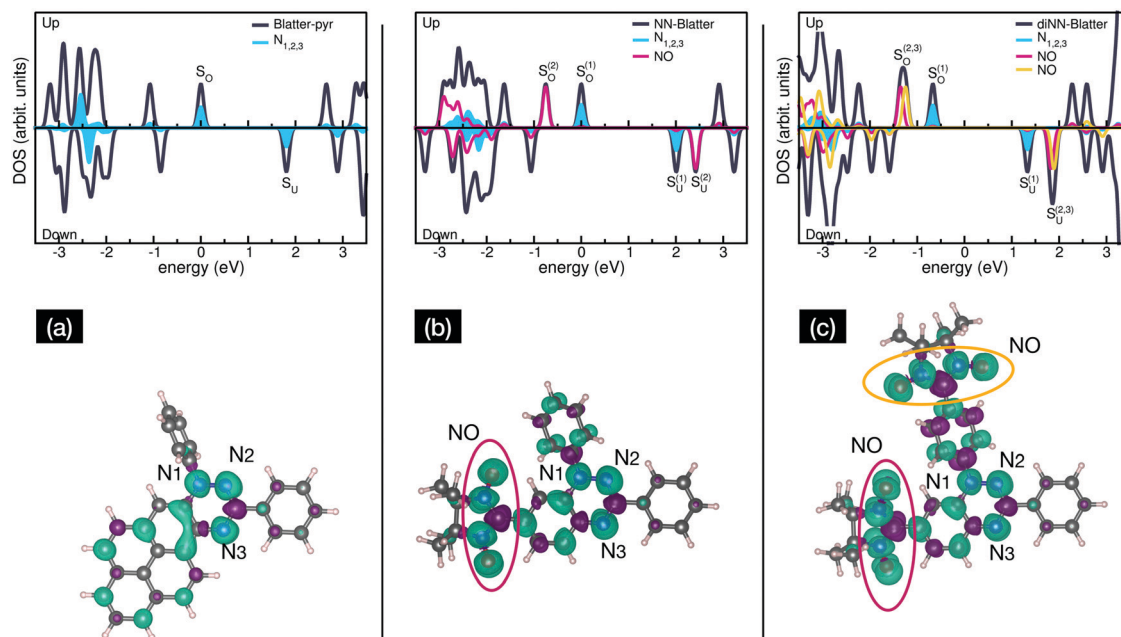 Up
Blatter-pyr
N1,2,3
SO
SU
DOS (arbit. units)
Down
-3 -2 -1 0 1 2 3
energy (eV)
Up
NN-Blatter
N1,2,3
NO
SO(2)
SO(1)
SU(1)
SU(2)
DOS (arbit. units)
Down
-3 -2 -1 0 1 2 3
energy (eV)
Up
diNN-Blatter
N1,2,3
NO
NO
SO(2,3)
SO(1)
SU(1)
SU(2,3)
DOS (arbit. units)
Down
-3 -2 -1 0 1 2 3
energy (eV)
(a)
N1
N2
N3
(b)
NO
N1
N2
N3
(c)
NO
NO
N1
N2
N3